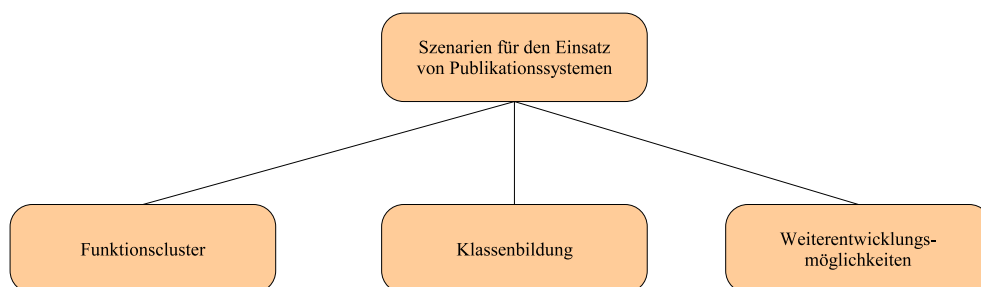 Szenarien für den Einsatz
von Publikationssystemen
Funktionscluster
Klassenbildung
Weiterentwicklungs-
möglichkeiten